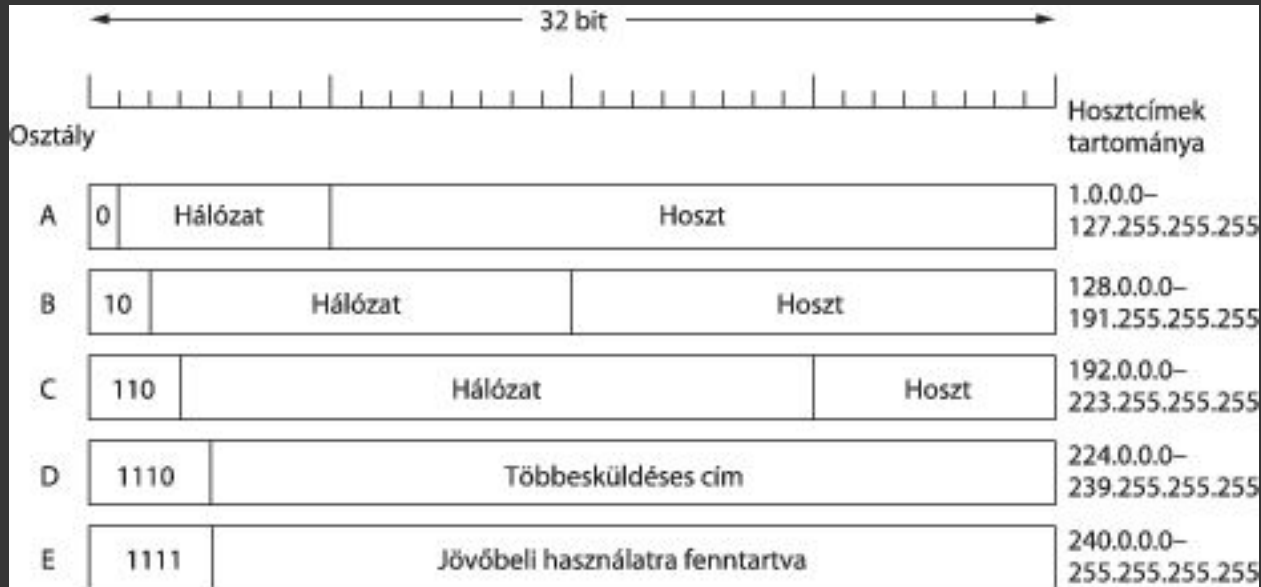 32 bit
Osztály
Hosztcímek
tartománya
A 0 Hálózat Hoszt 1.0.0.0–
127.255.255.255
B 10 Hálózat Hoszt 128.0.0.0–
191.255.255.255
C 110 Hálózat Hoszt 192.0.0.0–
223.255.255.255
D 1110 Többesküldéses cím 224.0.0.0–
239.255.255.255
E 1111 Jövőbeli használatra fenntartva 240.0.0.0–
255.255.255.255